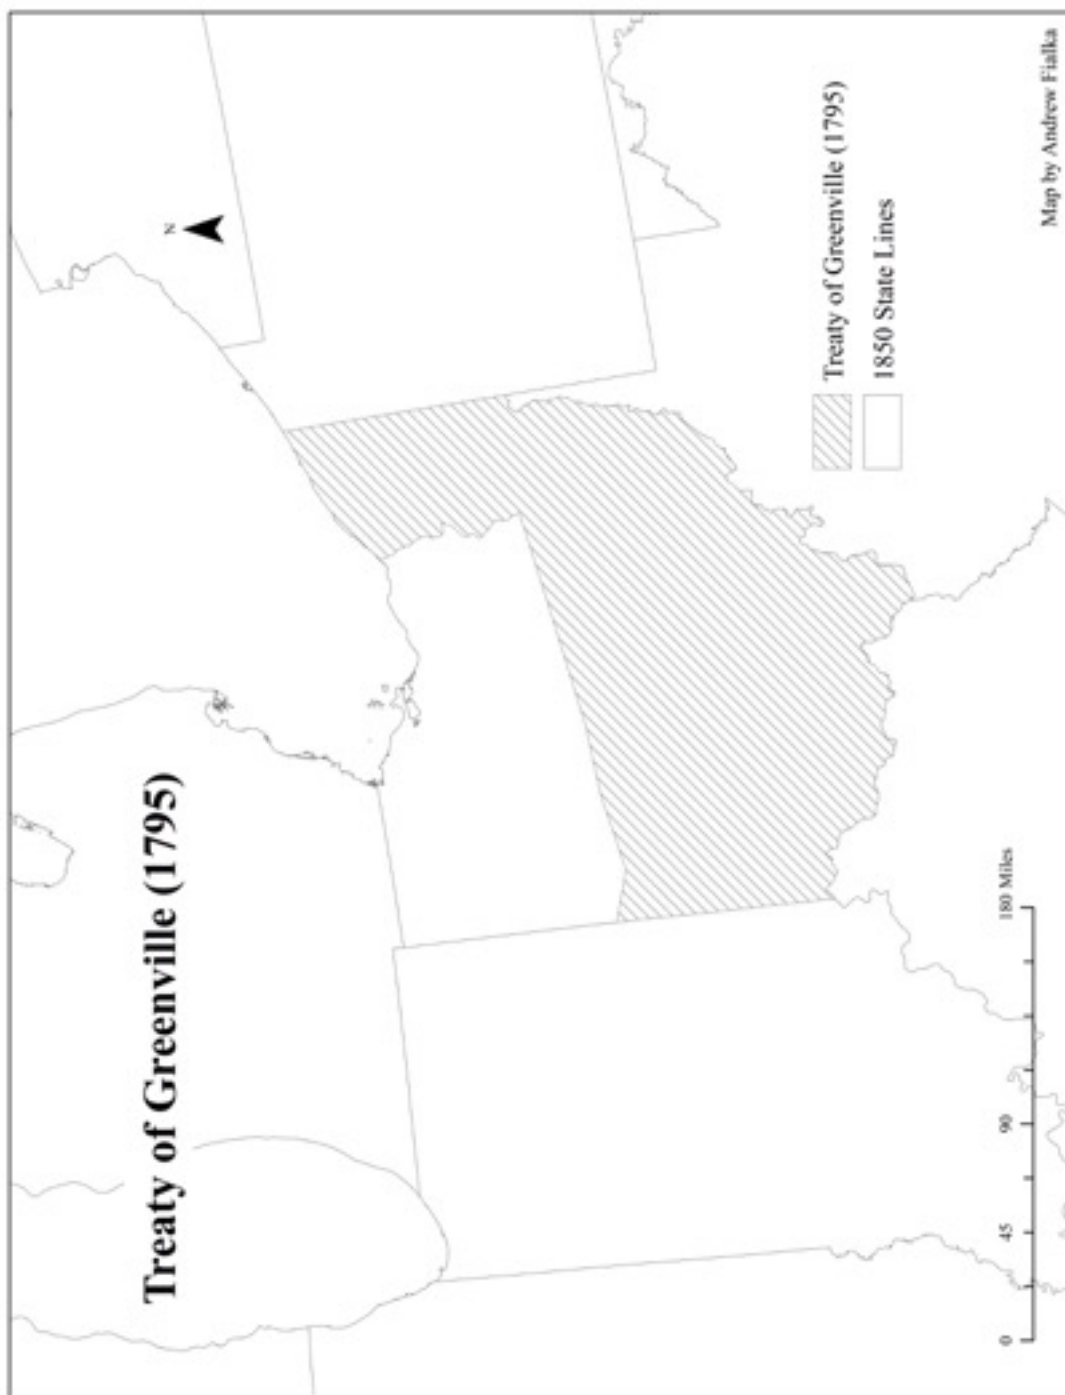 Treaty of Greenville (1795)
N
Treaty of Greenville (1795)
1850 State Lines
0 45 90 180 Miles
Map by Andrew Fialka